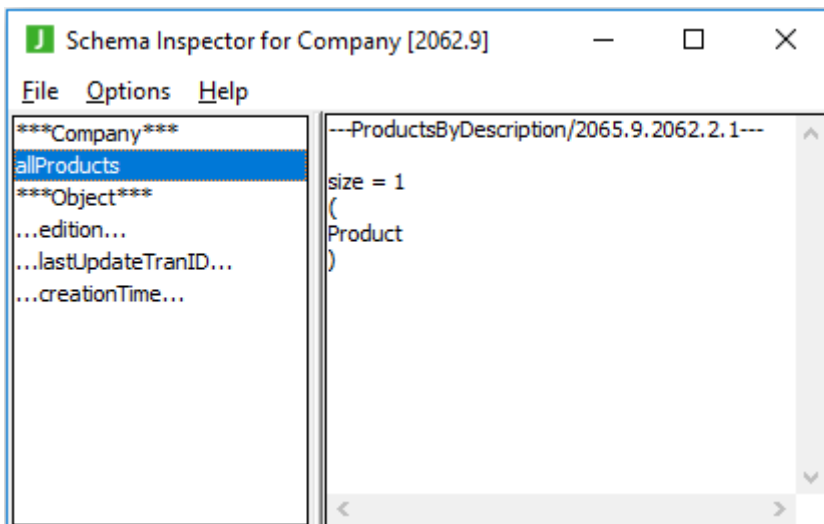 J Schema Inspector for Company [2062.9]
File Options Help
***Company***
allProducts
***Object***
...edition...
...lastUpdateTranID...
...creationTime...
---ProductsByDescription/2065.9.2062.2.1---
size = 1
(
Product
)